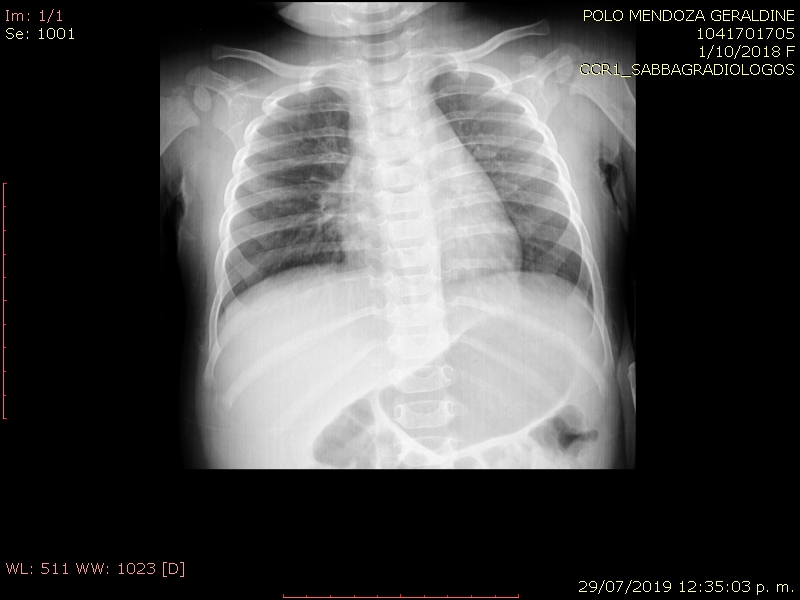 Im: 1/1
Se: 1001
POLO MENDOZA GERALDINE
1041701705
1/10/2018 F
CCR1_SABBAGRADIOLOGOS
WL: 511 WW: 1023 [D]
29/07/2019 12:35:03 p. m.